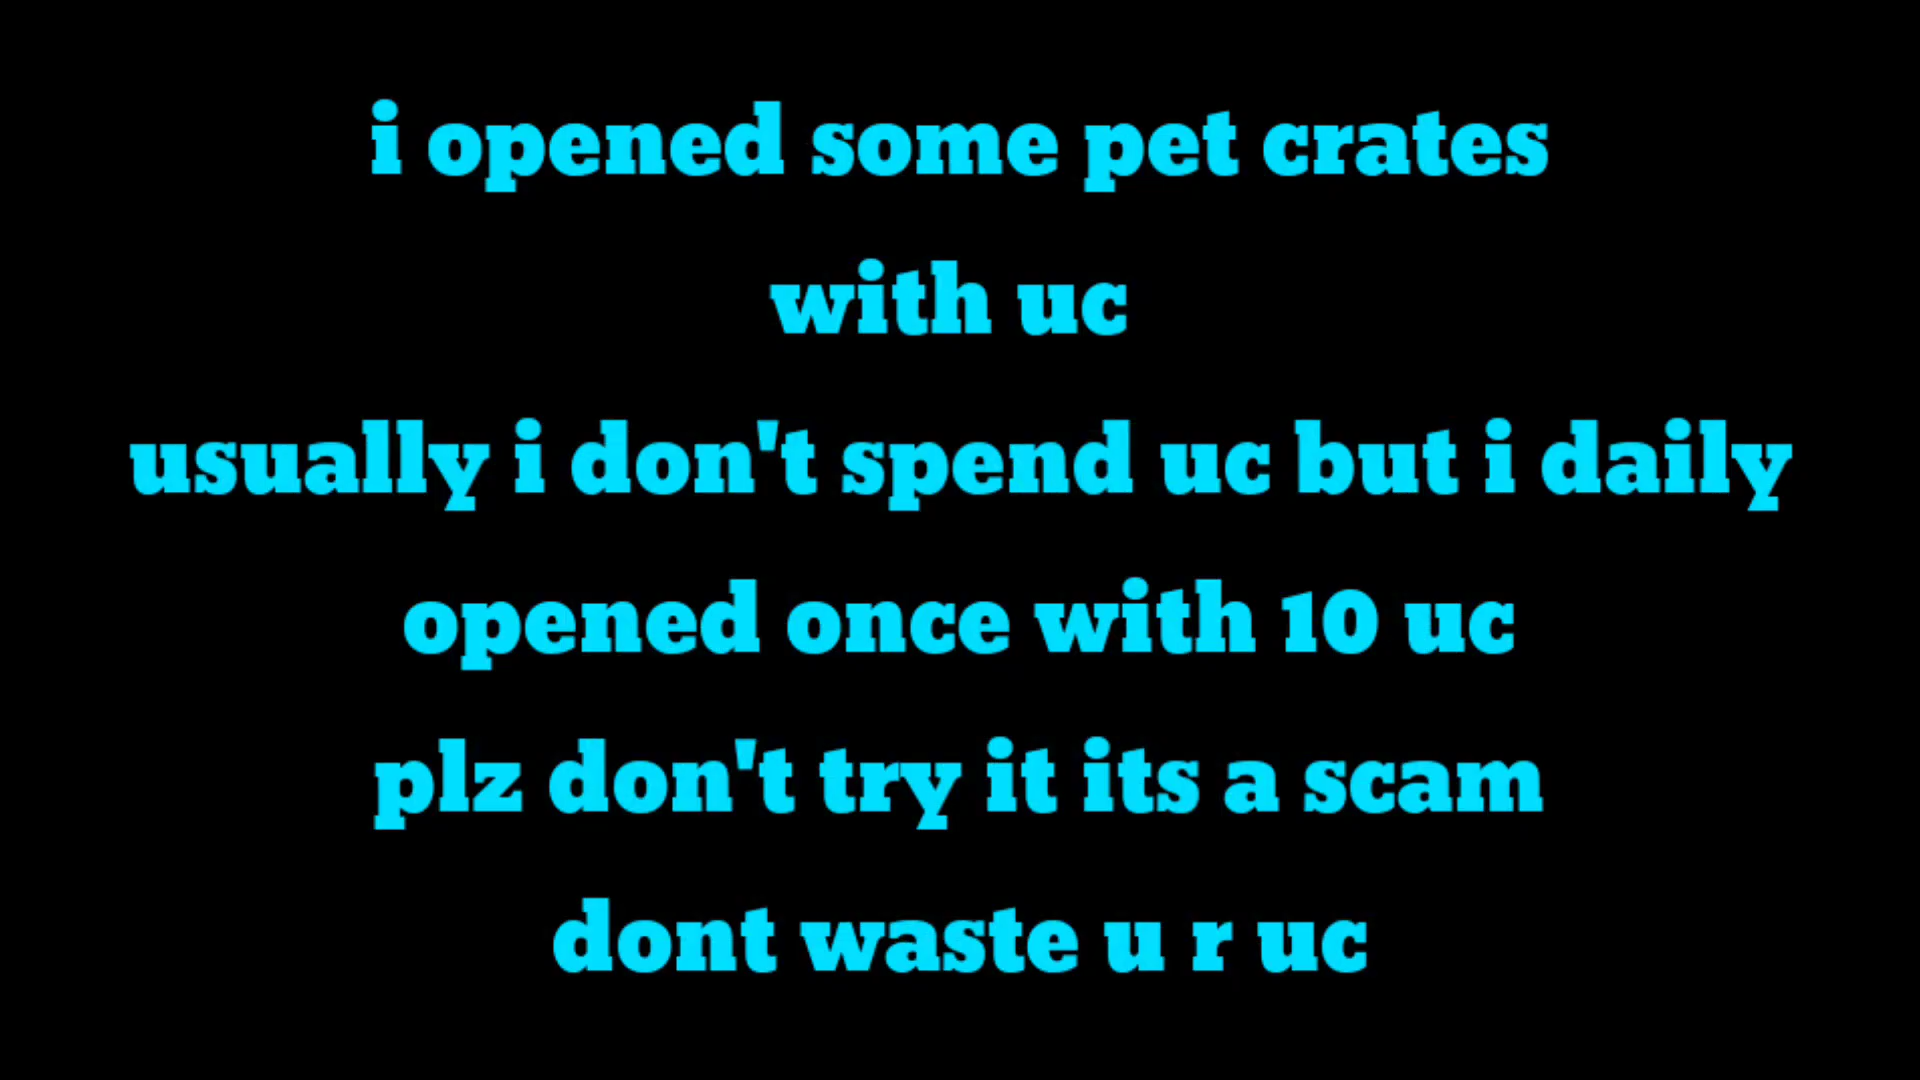 i opened some pet crates
with uc
usually i don't spend uc but i daily
opened once with 10 uc
plz don't try it its a scam
dont waste u r uc